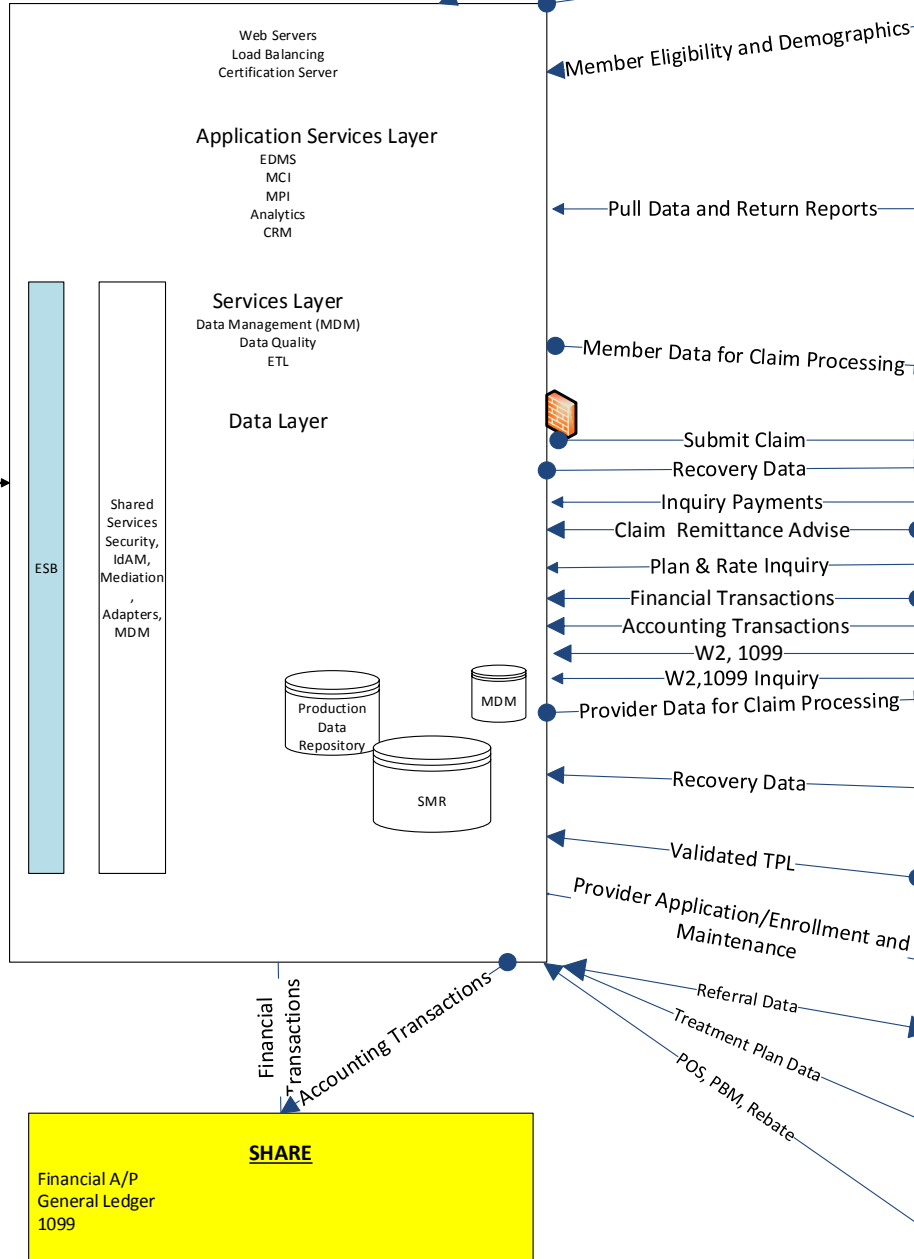 Web Servers
Load Balancing
Certification Server
Application Services Layer
EDMS
MCI
MPI
Analytics
CRM
Services Layer
Data Management (MDM)
Data Quality
ETL
Data Layer
ESB
Shared
Services
Security,
IdAM,
Mediation
,
Adapters,
MDM
Production
Data
Repository
MDM
SMR
Member Eligibility and Demographics
Pull Data and Return Reports
Member Data for Claim Processing
Submit Claim
Recovery Data
Inquiry Payments
Claim  Remittance Advise
Plan & Rate Inquiry
Financial Transactions
Accounting Transactions
W2, 1099
W2,1099 Inquiry
Provider Data for Claim Processing
Recovery Data
Validated TPL
Provider Application/Enrollment and
Maintenance
Referral Data
Treatment Plan Data
POS, PBM, Rebate
Financial
Transactions
Accounting Transactions
SHARE
Financial A/P
General Ledger
1099